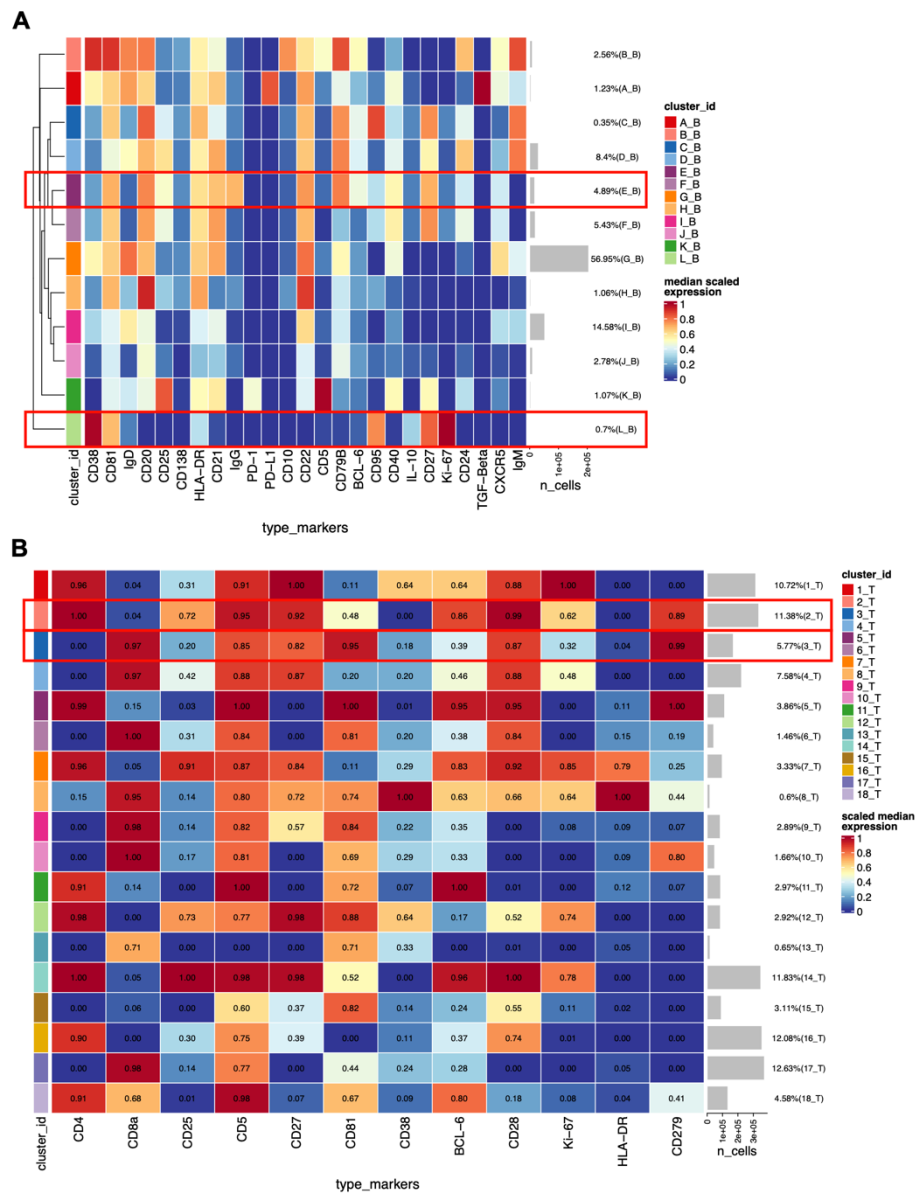 A
2.56%(B_B)
1.23%(A_B)
0.35%(C_B)
8.4%(D_B)
4.89%(E_B)
5.43%(F_B)
56.95%(G_B)
1.06%(H_B)
14.58%(I_B)
2.78%(J_B)
1.07%(K_B)
0.7%(L_B)
cluster_id
A_B
B_B
C_B
D_B
E_B
F_B
G_B
H_B
I_B
J_B
K_B
L_B
median scaled
expression
1
0.8
0.6
0.4
0.2
0
cluster_id CD38 CD81 IgD CD20 CD25 CD138 HLA-DR CD21 IgG PD-1 PD-L1 CD10 CD22 CD5 CD79B BCL-6 CD95 CD40 IL-10 CD27 Ki-67 CD24 TGF-Beta CXCR5 IgM
0 1e+05 2e+05
n_cells
type_markers
B
0.96 0.04 0.31 0.91 1.00 0.11 0.64 0.64 0.88 1.00 0.00 0.00 10.72%(1_T)
1.00 0.04 0.72 0.95 0.92 0.48 0.00 0.86 0.99 0.62 0.00 0.89 11.38%(2_T)
0.00 0.97 0.20 0.85 0.82 0.95 0.18 0.39 0.87 0.32 0.04 0.99 5.77%(3_T)
0.00 0.97 0.42 0.88 0.87 0.20 0.20 0.46 0.88 0.48 0.00 0.00 7.58%(4_T)
0.99 0.15 0.03 1.00 0.00 1.00 0.01 0.95 0.95 0.00 0.11 1.00 3.86%(5_T)
0.00 1.00 0.31 0.84 0.00 0.81 0.20 0.38 0.84 0.00 0.15 0.19 1.46%(6_T)
0.96 0.05 0.91 0.87 0.84 0.11 0.29 0.83 0.92 0.85 0.79 0.25 3.33%(7_T)
0.15 0.95 0.14 0.80 0.72 0.74 1.00 0.63 0.66 0.64 1.00 0.44 0.6%(8_T)
0.00 0.98 0.14 0.82 0.57 0.84 0.22 0.35 0.00 0.08 0.09 0.07 2.89%(9_T)
0.00 1.00 0.17 0.81 0.00 0.69 0.29 0.33 0.00 0.00 0.09 0.80 1.66%(10_T)
0.91 0.14 0.00 1.00 0.00 0.72 0.07 1.00 0.01 0.00 0.12 0.07 2.97%(11_T)
0.96 0.00 0.73 0.77 0.98 0.88 0.64 0.17 0.52 0.74 0.00 0.00 2.92%(12_T)
0.00 0.71 0.00 0.00 0.00 0.71 0.33 0.00 0.01 0.00 0.05 0.00 0.65%(13_T)
1.00 0.05 1.00 0.98 0.98 0.52 0.00 0.96 1.00 0.78 0.00 0.00 11.83%(14_T)
0.00 0.06 0.00 0.60 0.37 0.82 0.14 0.24 0.55 0.11 0.02 0.00 3.11%(15_T)
0.90 0.00 0.30 0.75 0.39 0.00 0.11 0.37 0.74 0.01 0.00 0.00 12.08%(16_T)
0.00 0.98 0.14 0.77 0.00 0.44 0.24 0.28 0.00 0.00 0.05 0.00 12.63%(17_T)
0.91 0.68 0.01 0.98 0.07 0.67 0.09 0.80 0.18 0.08 0.04 0.41 4.58%(18_T)
cluster_id
1_T
2_T
3_T
4_T
5_T
6_T
7_T
8_T
9_T
10_T
11_T
12_T
13_T
14_T
15_T
16_T
17_T
18_T
scaled median
expression
1
0.8
0.6
0.4
0.2
0
cluster_id CD4 CD8a CD25 CD5 CD27 CD81 CD38 BCL-6 CD28 Ki-67 HLA-DR CD279
0 1e+05 2e+05 3e+05
n_cells
type_markers